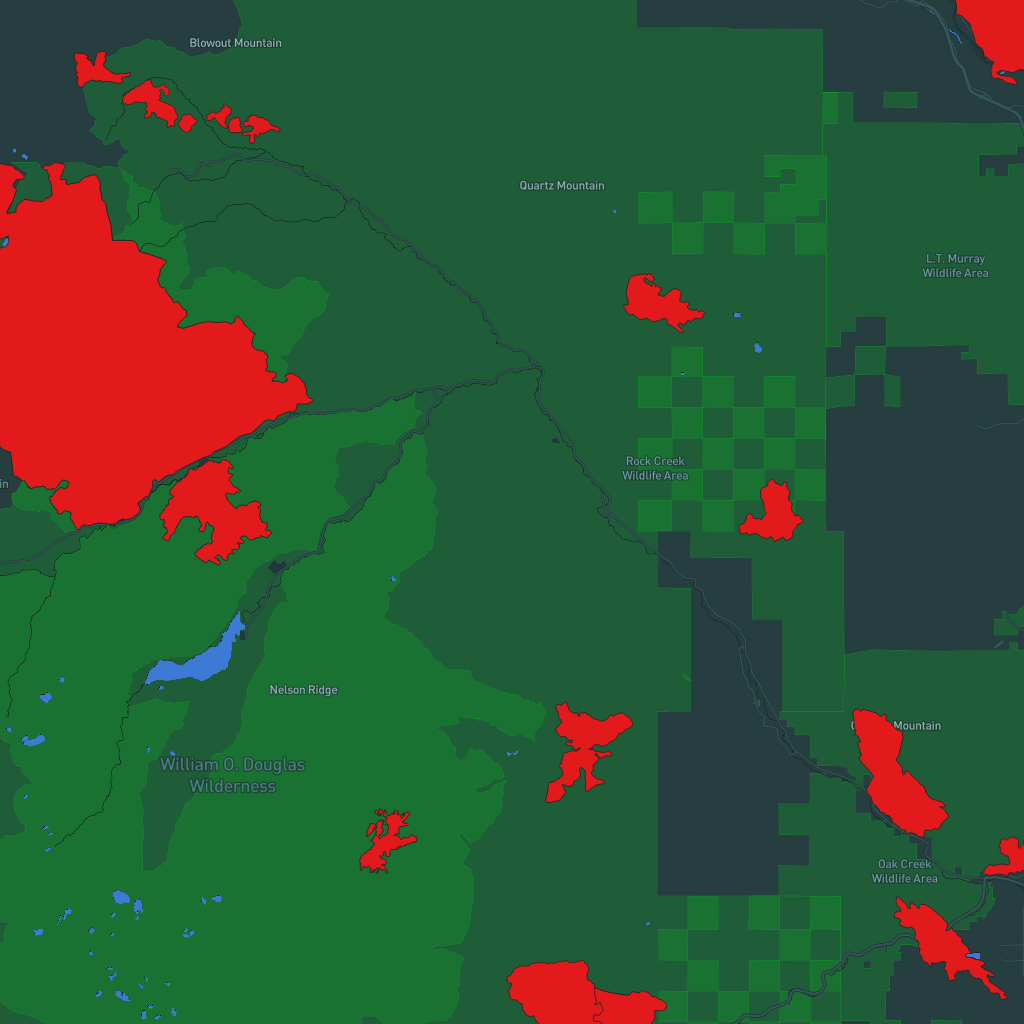 Blowout Mountain
Quartz Mountain
L.T. Murray
Wildlife Area
Rock Creek
Wildlife Area
in
Nelson Ridge
Mountain
William O. Douglas
Wilderness
Oak Creek
Wildlife Area